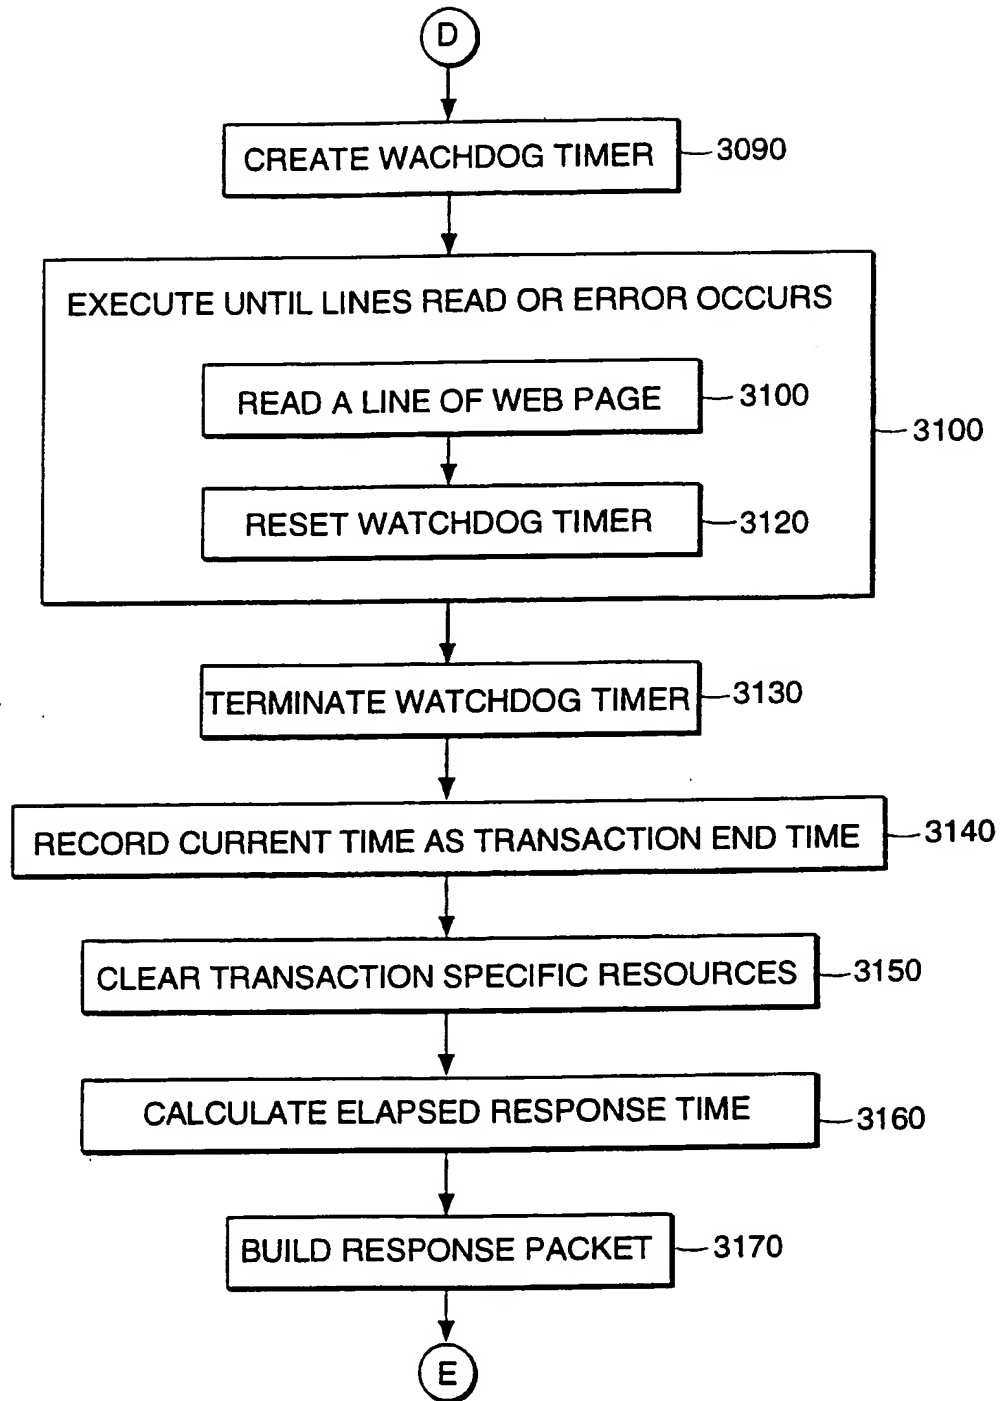 D
CREATE WACHDOG TIMER 3090
EXECUTE UNTIL LINES READ OR ERROR OCCURS
READ A LINE OF WEB PAGE 3100
3100
RESET WATCHDOG TIMER 3120
TERMINATE WATCHDOG TIMER 3130
RECORD CURRENT TIME AS TRANSACTION END TIME 3140
CLEAR TRANSACTION SPECIFIC RESOURCES 3150
CALCULATE ELAPSED RESPONSE TIME 3160
BUILD RESPONSE PACKET 3170
E